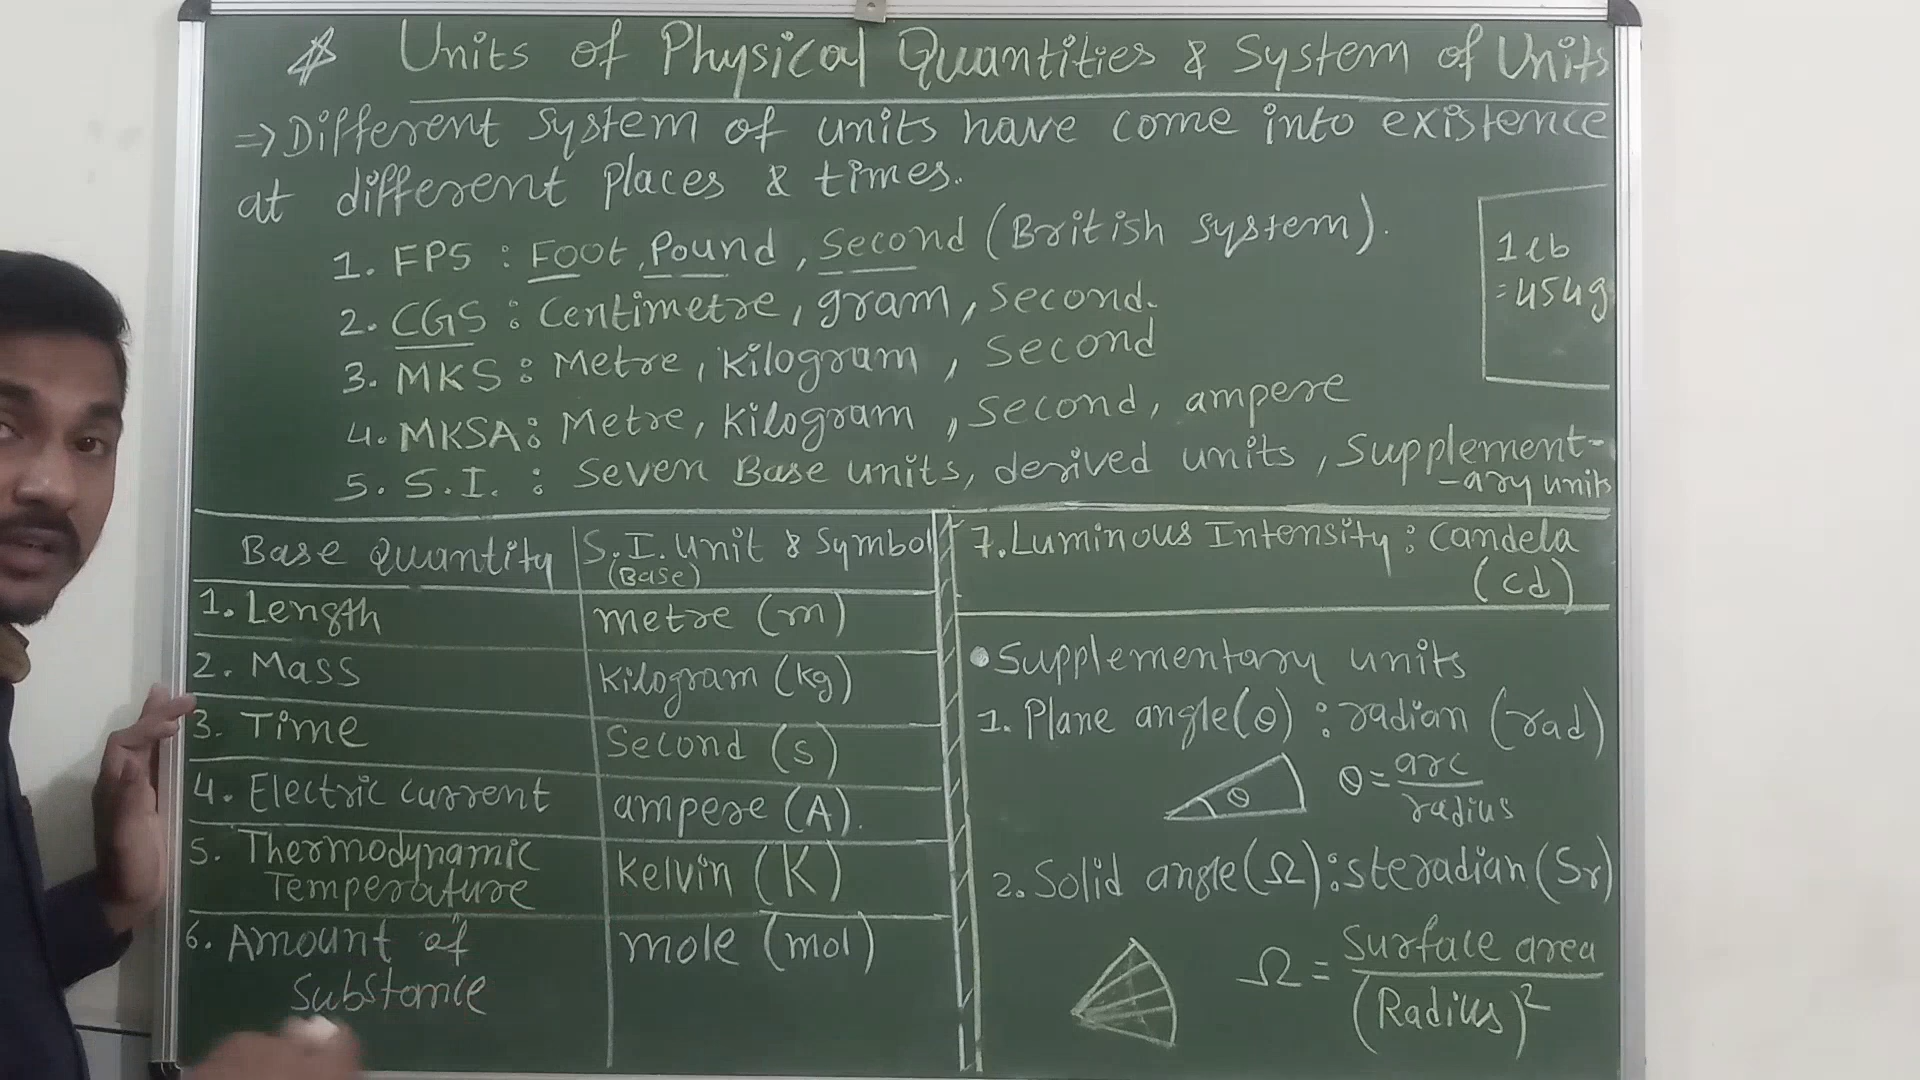 Units of Physical Quantities & System of Units
⇒ Different system of units have come into existence
at different places & times.
1. FPS : Foot, Pound, Second (British system).
2. CGS : Centimetre, gram, second.
3. MKS : Metre, Kilogram, second
4. MKSA : Metre, Kilogram, second, ampere
5. S.I. : Seven Base units, derived units, Supplement-
-ary units
1 lb
= 454g
Base Quantity S.I. Unit & Symbol
(Base)
1. Length metre (m)
2. Mass Kilogram (kg)
3. Time Second (s)
4. Electric current ampere (A).
5. Thermodynamic
Temperature Kelvin (K)
6. Amount of
Substance mole (mol)
7. Luminous Intensity : Candela
(cd)
• Supplementary units
1. Plane angle(θ) : radian (rad)
θ
θ = arc
radius
2. Solid angle(Ω) : steradian (Sr)
Ω = Surface area
(Radius)²